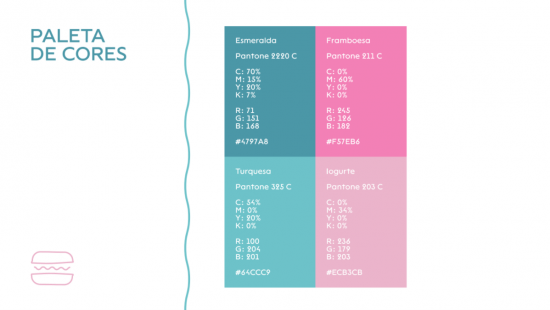 PALETA
DE CORES
Esmeralda
Pantone 2220 C
C: 70%
M: 15%
Y: 20%
K: 7%
R: 71
G: 151
B: 168
#4797A8
Framboesa
Pantone 211 C
C: 0%
M: 60%
Y: 0%
K: 0%
R: 245
G: 126
B: 182
#F57EB6
Turquesa
Pantone 325 C
C: 54%
M: 0%
Y: 20%
K: 0%
R: 100
G: 204
B: 201
#64CCC9
Iogurte
Pantone 203 C
C: 0%
M: 34%
Y: 0%
K: 0%
R: 236
G: 179
B: 203
#ECB3CB